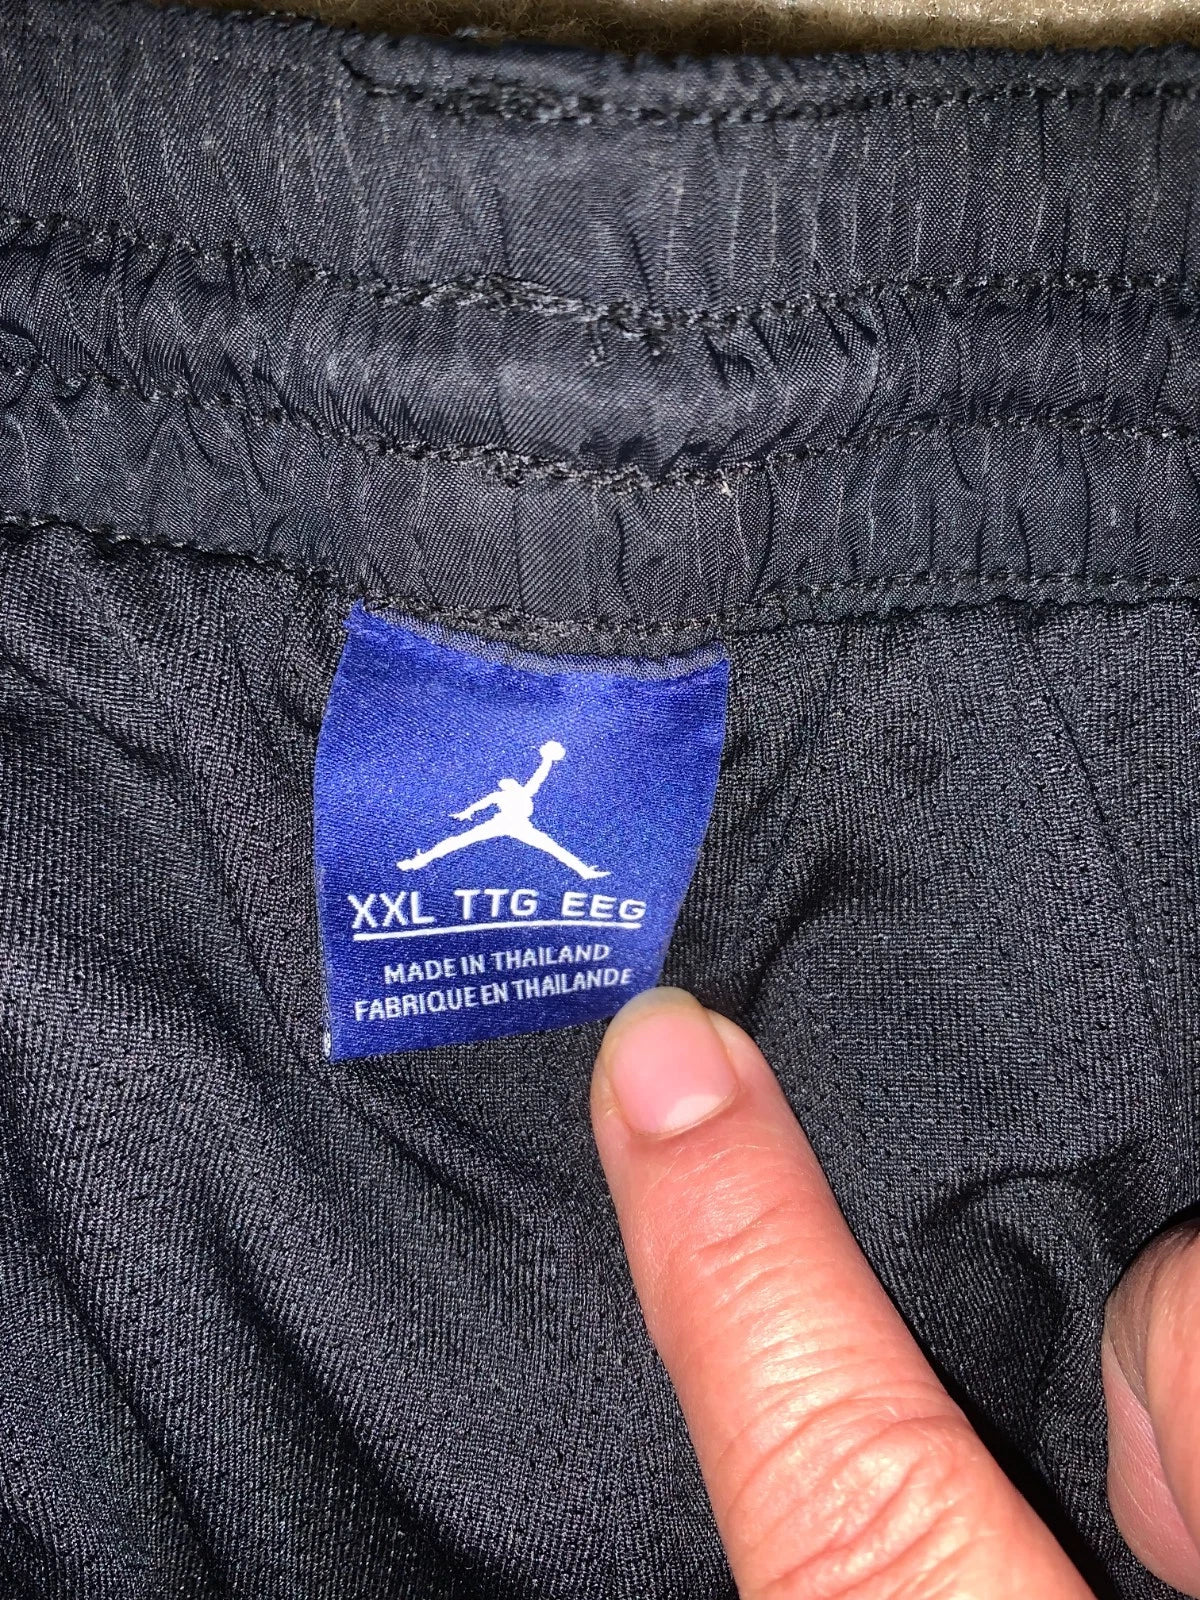 XXL TTG EEG
MADE IN THAILAND
FABRIQUE EN THAILANDE